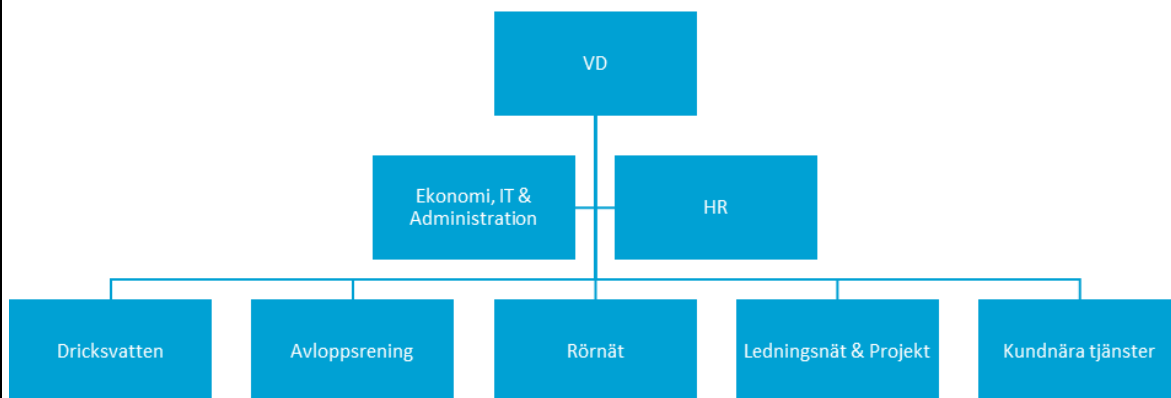 VD
Ekonomi, IT &
Administration
HR
Dricksvatten
Avloppsrening
Rörnät
Ledningsnät & Projekt
Kundnära tjänster